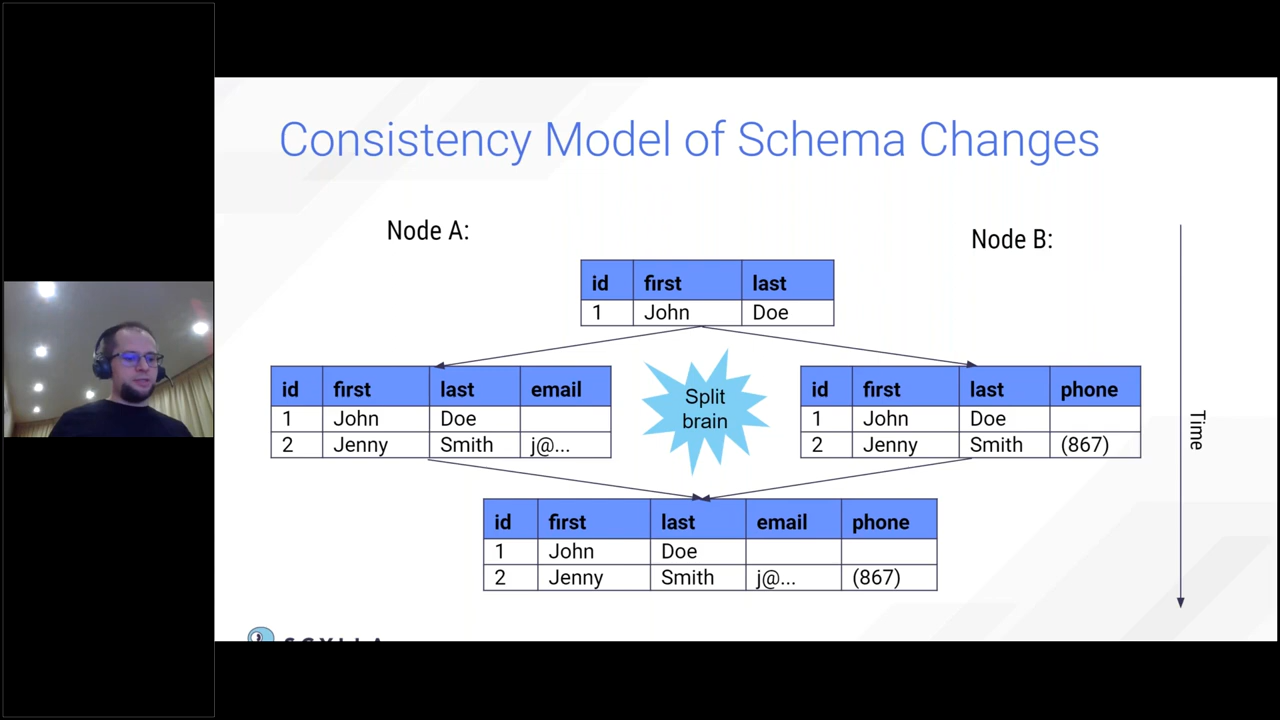 Consistency Model of Schema Changes
Node A:
Node B:
id first last
1 John Doe
id first last email
1 John Doe
2 Jenny Smith j@...
Split
brain
id first last phone
1 John Doe
2 Jenny Smith (867)
Time
id first last email phone
1 John Doe
2 Jenny Smith j@... (867)
SCYLLA